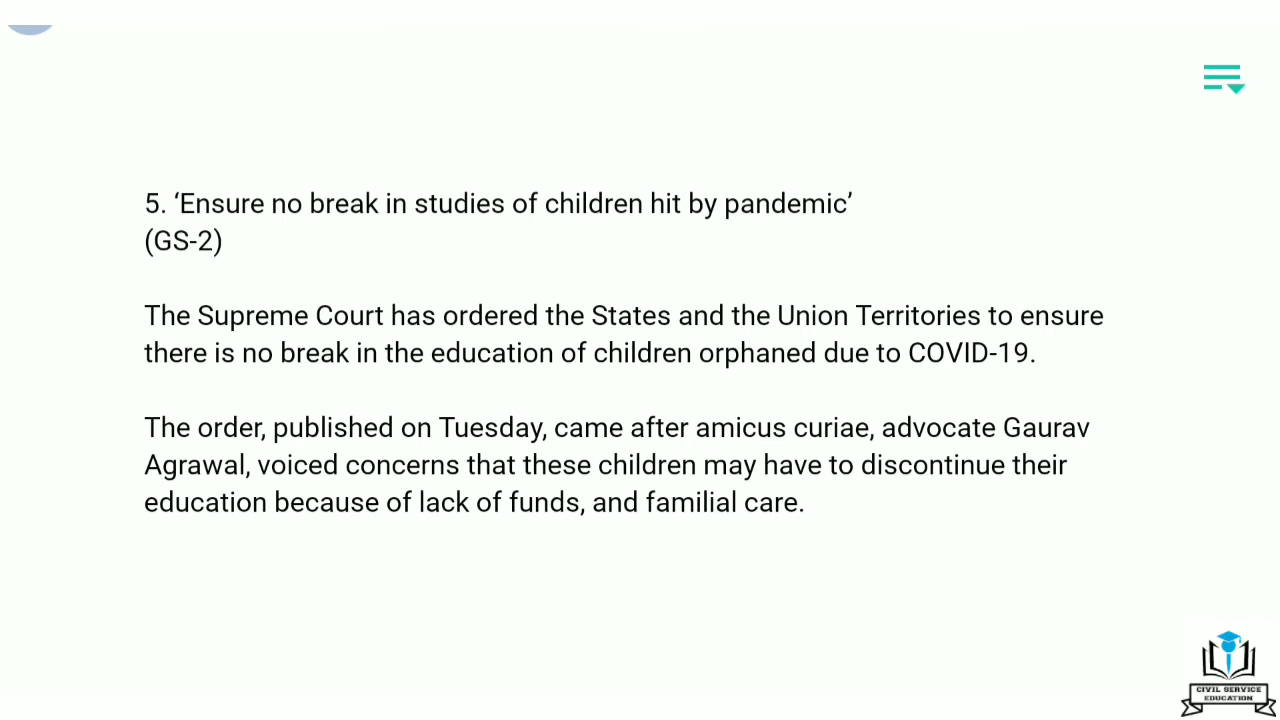 5. ‘Ensure no break in studies of children hit by pandemic’
(GS-2)
The Supreme Court has ordered the States and the Union Territories to ensure
there is no break in the education of children orphaned due to COVID-19.
The order, published on Tuesday, came after amicus curiae, advocate Gaurav
Agrawal, voiced concerns that these children may have to discontinue their
education because of lack of funds, and familial care.
CIVIL SERVICE
EDUCATION